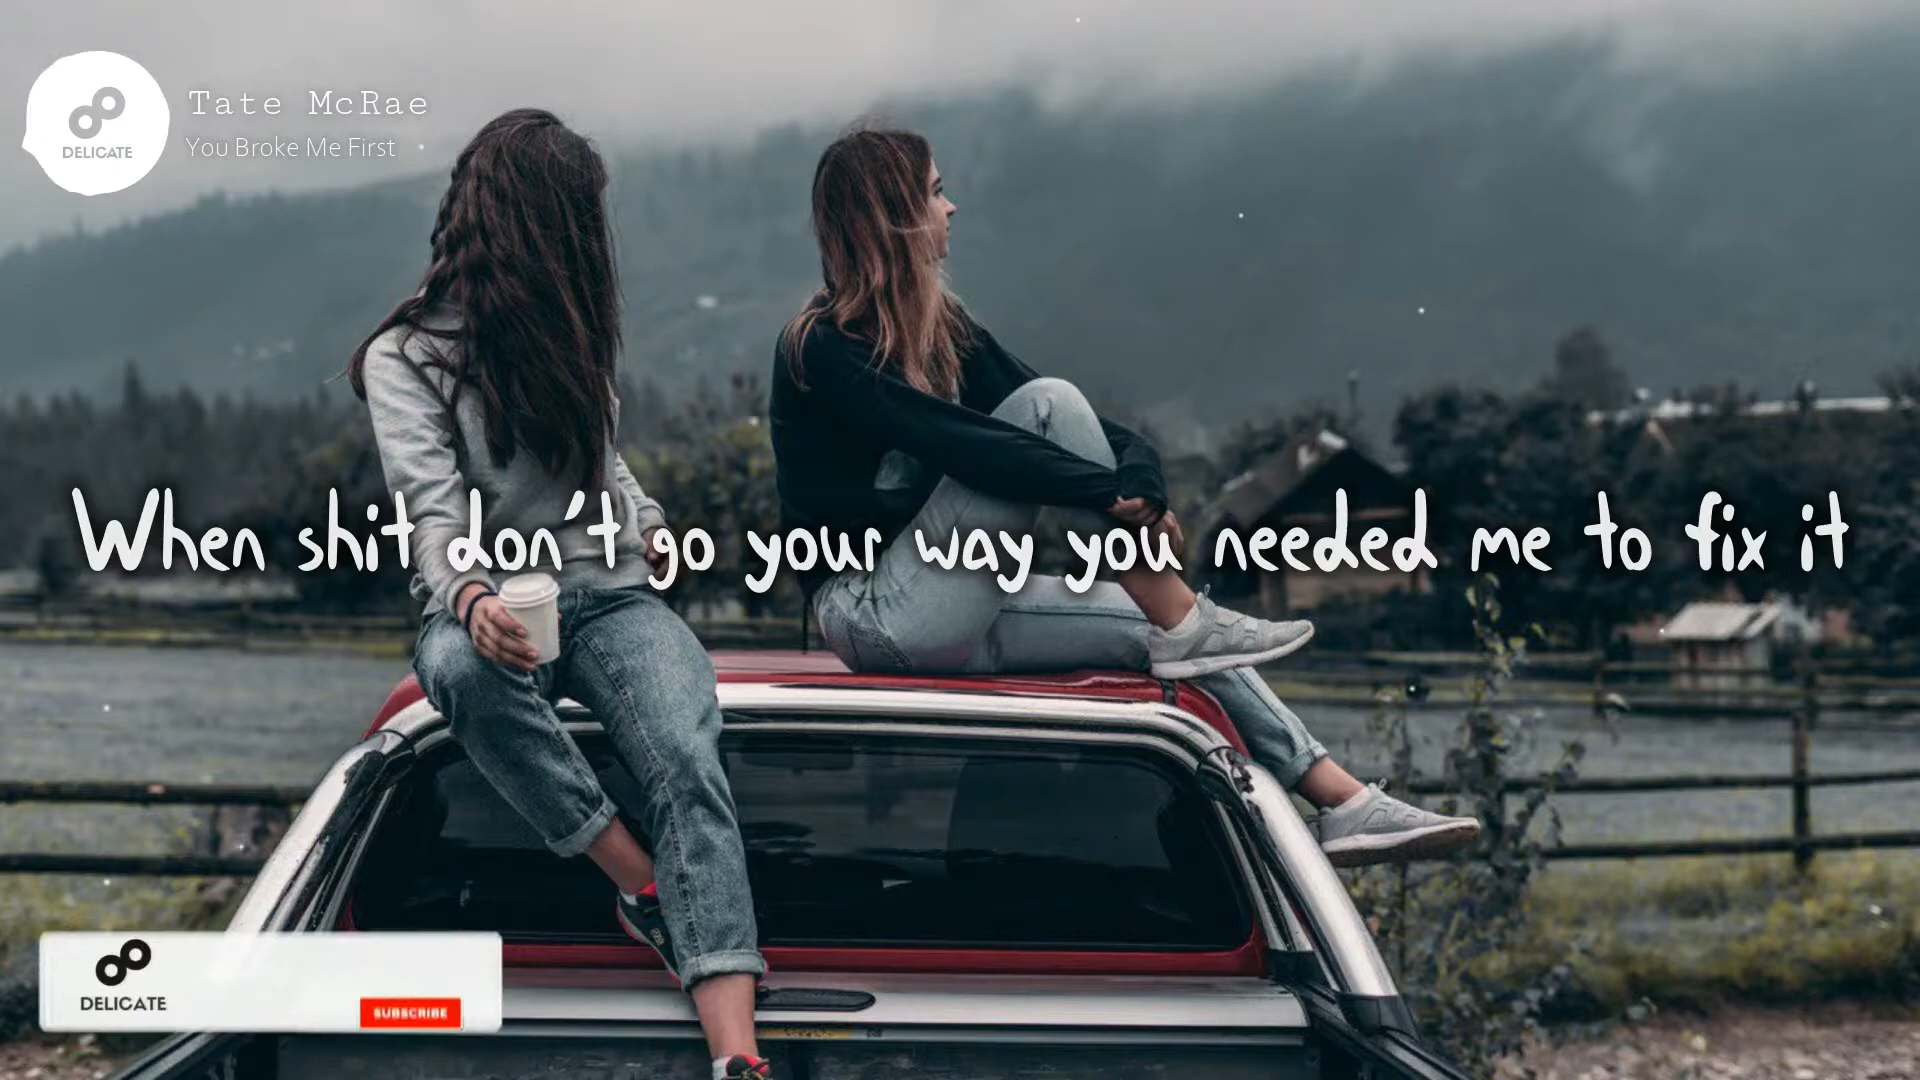 DELICATE
Tate McRae
You Broke Me First
When shit don't go your way you needed me to fix it
DELICATE
SUBSCRIBE